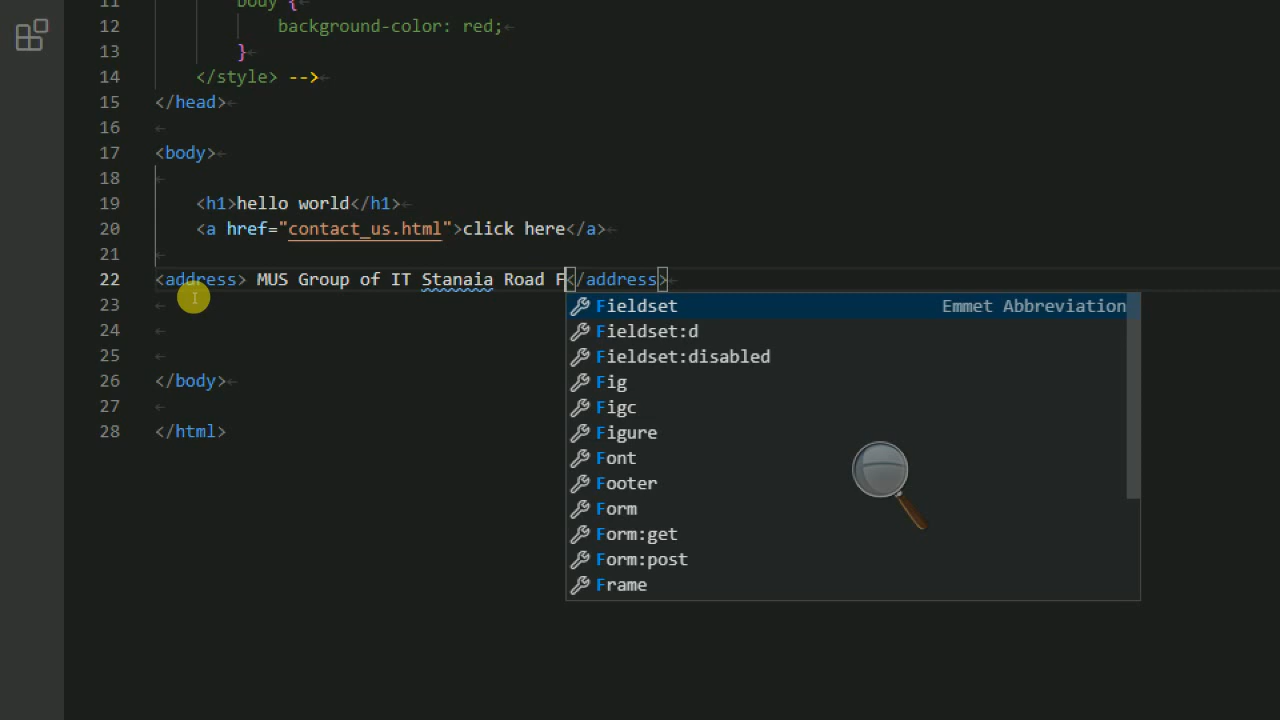 11 body {
12 background-color: red;
13 }
14 </style> -->
15 </head>
16
17 <body>
18
19 <h1>hello world</h1>
20 <a href="contact_us.html">click here</a>
21
22 <address> MUS Group of IT Stanaia Road F</address>
23
24
25
26 </body>
27
28 </html>
Fieldset Emmet Abbreviation
Fieldset:d
Fieldset:disabled
Fig
Figc
Figure
Font
Footer
Form
Form:get
Form:post
Frame